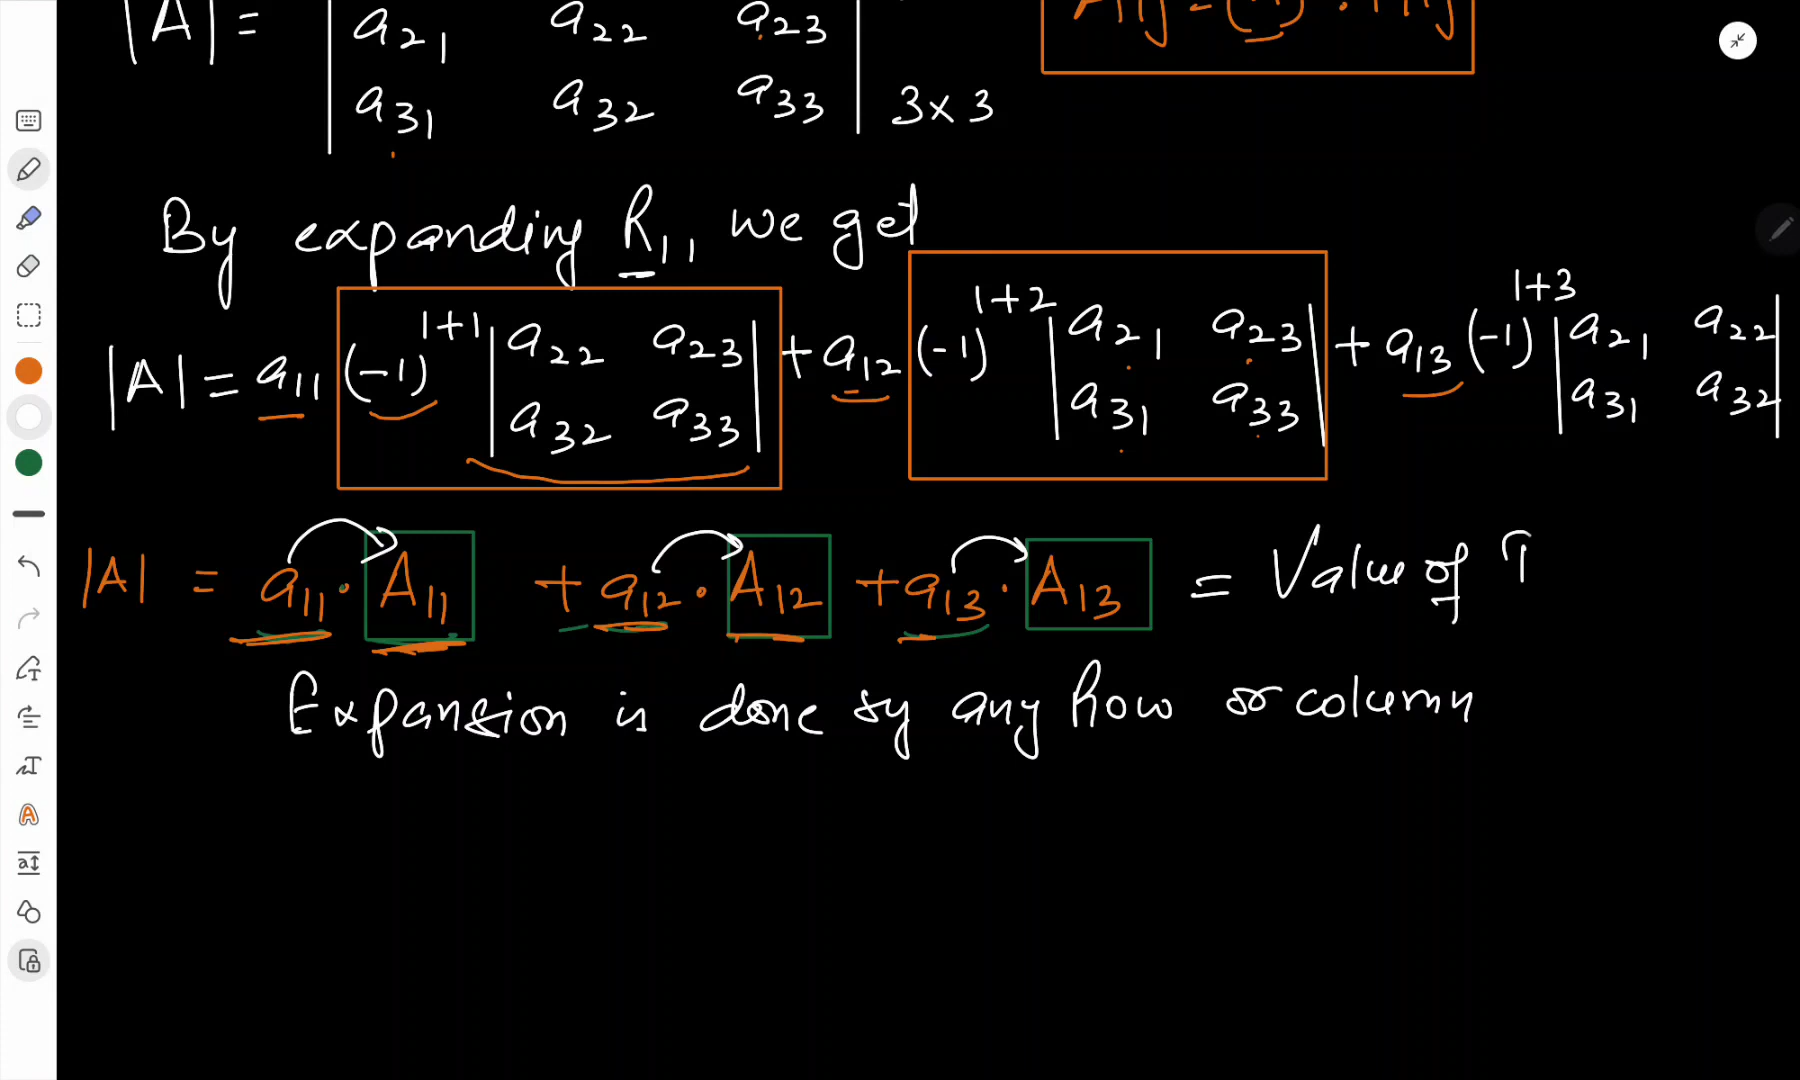 |A| = | a21 a22 a23 |
a31 a32 a33 3×3
By expanding R1, we get
|A| = a11 (-1)^1+1 | a22 a23 a32 a33 | + a12 (-1)^1+2 | a21 a23 a31 a33 | + a13 (-1)^1+3 | a21 a22 a31 a32 |
|A| = a11 · A11 + a12 · A12 + a13 · A13 = Value of
Expansion is done by any Row or column